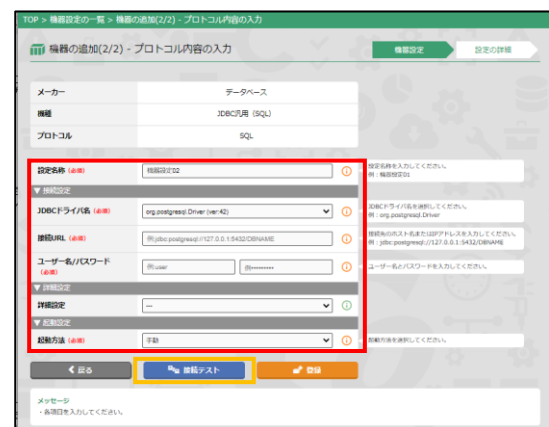 TOP > 機器設定の一覧 > 機器の追加(2/2) - プロトコル内容の入力
機器の追加(2/2) - プロトコル内容の入力
機器設定
設定の詳細
メーカー
データベース
機種
JDBC汎用（SQL）
プロトコル
SQL
設定名称 (必須)
機器設定02
設定名称を入力してください。
例：機器設定01
▼ 接続設定
JDBCドライバ名 (必須)
org.postgresql.Driver (ver:42)
JDBCドライバ名を選択してください。
例：org.postgresql.Driver
接続URL (必須)
例:jdbc:postgresql://127.0.0.1:5432/DBNAME
接続先のホスト名またはIPアドレスを入力してください。
例：jdbc:postgresql://127.0.0.1:5432/DBNAME
ユーザー名/パスワード
(必須)
例:user
例:********
ユーザー名とパスワードを入力してください。
▼ 詳細設定
詳細設定
---
▼ 起動設定
起動方法 (必須)
手動
起動方法を選択してください。
戻る
接続テスト
登録
メッセージ
・各項目を入力してください。